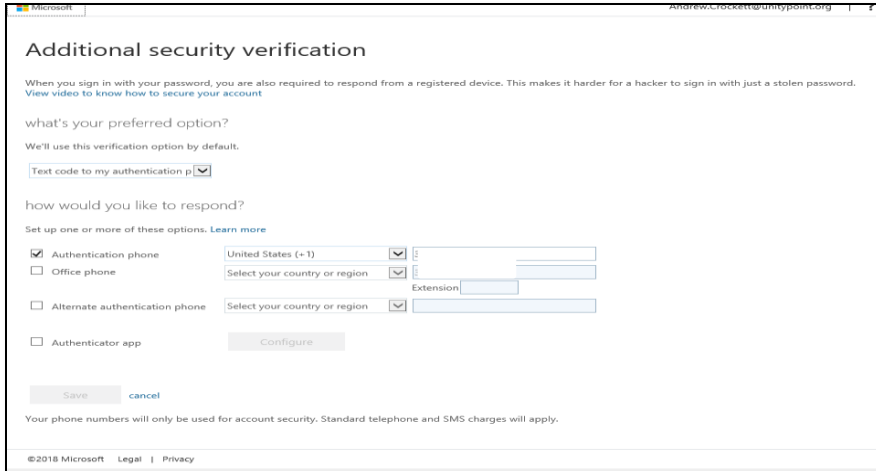 Microsoft
Andrew.Crockett@unitypoint.org | ?
Additional security verification
When you sign in with your password, you are also required to respond from a registered device. This makes it harder for a hacker to sign in with just a stolen password.
View video to know how to secure your account
what's your preferred option?
We'll use this verification option by default.
Text code to my authentication p
how would you like to respond?
Set up one or more of these options. Learn more
Authentication phone United States (+1)
Office phone Select your country or region
Extension
Alternate authentication phone Select your country or region
Authenticator app Configure
Save cancel
Your phone numbers will only be used for account security. Standard telephone and SMS charges will apply.
©2018 Microsoft Legal | Privacy